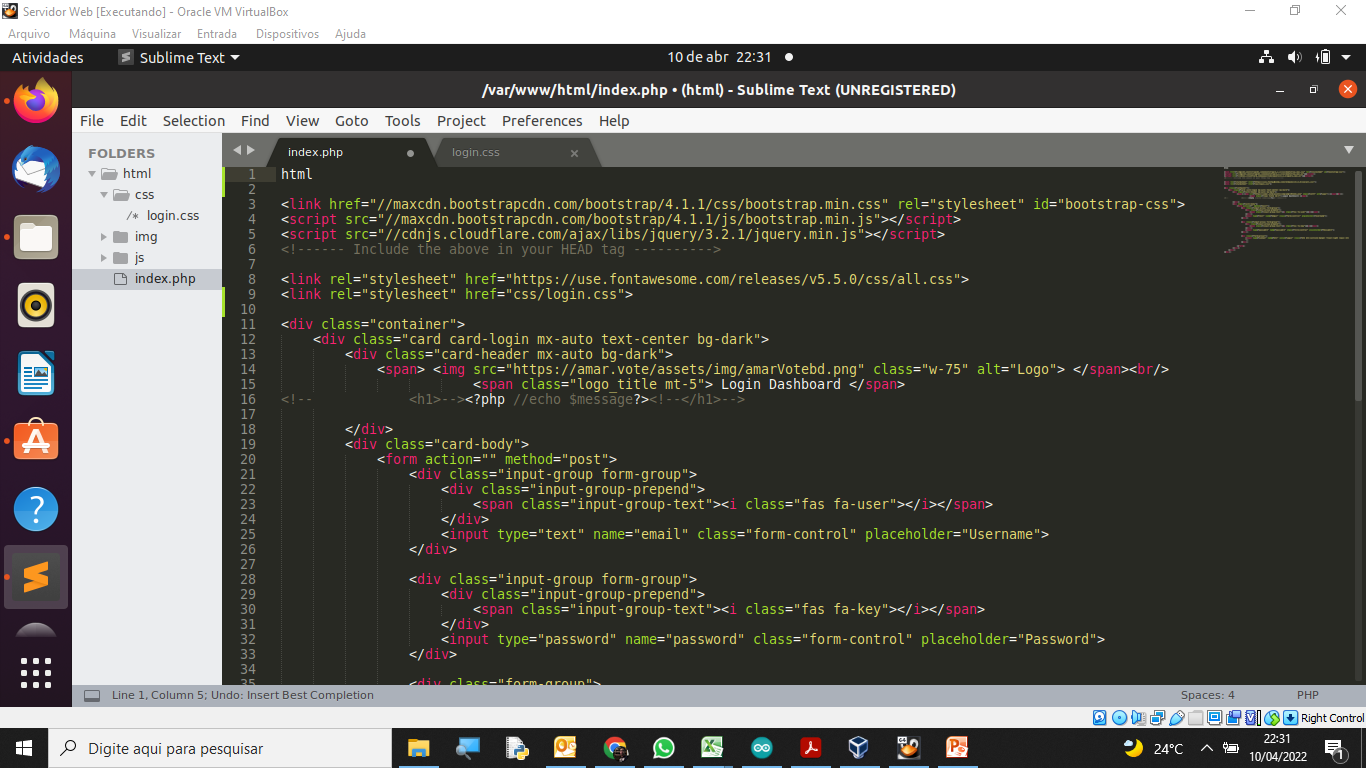 Servidor Web [Executando] - Oracle VM VirtualBox
Arquivo Máquina Visualizar Entrada Dispositivos Ajuda
Atividades Sublime Text 10 de abr 22:31
/var/www/html/index.php • (html) - Sublime Text (UNREGISTERED)
File Edit Selection Find View Goto Tools Project Preferences Help
FOLDERS
html
css
/* login.css
img
js
index.php
index.php login.css
1 html
2
3 <link href="//maxcdn.bootstrapcdn.com/bootstrap/4.1.1/css/bootstrap.min.css" rel="stylesheet" id="bootstrap-css">
4 <script src="//maxcdn.bootstrapcdn.com/bootstrap/4.1.1/js/bootstrap.min.js"></script>
5 <script src="//cdnjs.cloudflare.com/ajax/libs/jquery/3.2.1/jquery.min.js"></script>
6 <!------ Include the above in your HEAD tag ---------->
7
8 <link rel="stylesheet" href="https://use.fontawesome.com/releases/v5.5.0/css/all.css">
9 <link rel="stylesheet" href="css/login.css">
10
11 <div class="container">
12 <div class="card card-login mx-auto text-center bg-dark">
13 <div class="card-header mx-auto bg-dark">
14 <span> <img src="https://amar.vote/assets/img/amarVotebd.png" class="w-75" alt="Logo"> </span><br/>
15 <span class="logo_title mt-5"> Login Dashboard </span>
16 <!-- <h1>--><?php //echo $message?><!--</h1>-->
17
18 </div>
19 <div class="card-body">
20 <form action="" method="post">
21 <div class="input-group form-group">
22 <div class="input-group-prepend">
23 <span class="input-group-text"><i class="fas fa-user"></i></span>
24 </div>
25 <input type="text" name="email" class="form-control" placeholder="Username">
26 </div>
27
28 <div class="input-group form-group">
29 <div class="input-group-prepend">
30 <span class="input-group-text"><i class="fas fa-key"></i></span>
31 </div>
32 <input type="password" name="password" class="form-control" placeholder="Password">
33 </div>
34
35 <div class="form-group">
Line 1, Column 5; Undo: Insert Best Completion Spaces: 4 PHP
Right Control
Digite aqui para pesquisar
24°C
22:31
10/04/2022
1